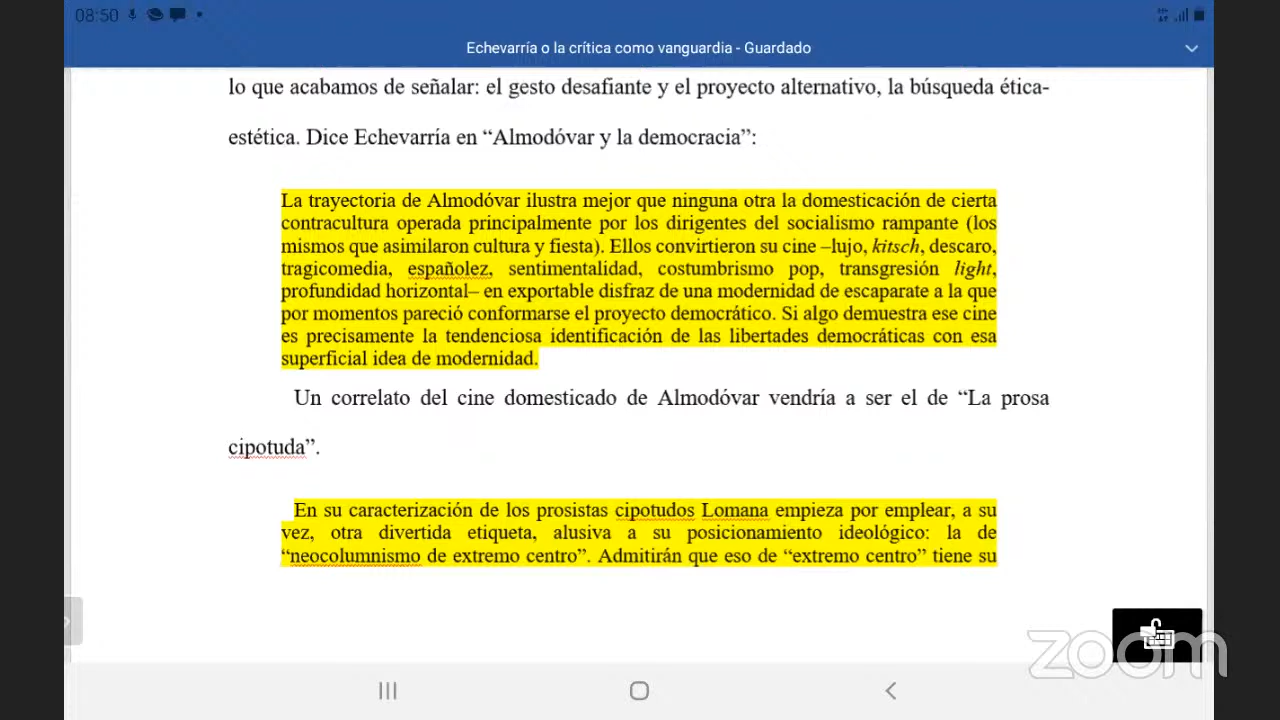 08:50
Echevarría o la crítica como vanguardia - Guardado
lo que acabamos de señalar: el gesto desafiante y el proyecto alternativo, la búsqueda ética-
estética. Dice Echevarría en “Almodóvar y la democracia”:
La trayectoria de Almodóvar ilustra mejor que ninguna otra la domesticación de cierta
contracultura operada principalmente por los dirigentes del socialismo rampante (los
mismos que asimilaron cultura y fiesta). Ellos convirtieron su cine –lujo, kitsch, descaro,
tragicomedia, españolez, sentimentalidad, costumbrismo pop, transgresión light,
profundidad horizontal– en exportable disfraz de una modernidad de escaparate a la que
por momentos pareció conformarse el proyecto democrático. Si algo demuestra ese cine
es precisamente la tendenciosa identificación de las libertades democráticas con esa
superficial idea de modernidad.
Un correlato del cine domesticado de Almodóvar vendría a ser el de “La prosa
cipotuda”.
En su caracterización de los prosistas cipotudos Lomana empieza por emplear, a su
vez, otra divertida etiqueta, alusiva a su posicionamiento ideológico: la de
“neocolumnismo de extremo centro”. Admitirán que eso de “extremo centro” tiene su
zoom